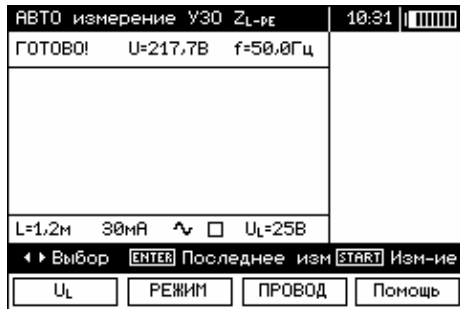 АВТО измерение УЗО ZL-PE 10:31
ГОТОВО! U=217,7В f=50,0Гц
L=1,2м 30мА UL=25В
Выбор ENTER Последнее изм START Изм-ие
UL РЕЖИМ ПРОВОД Помощь